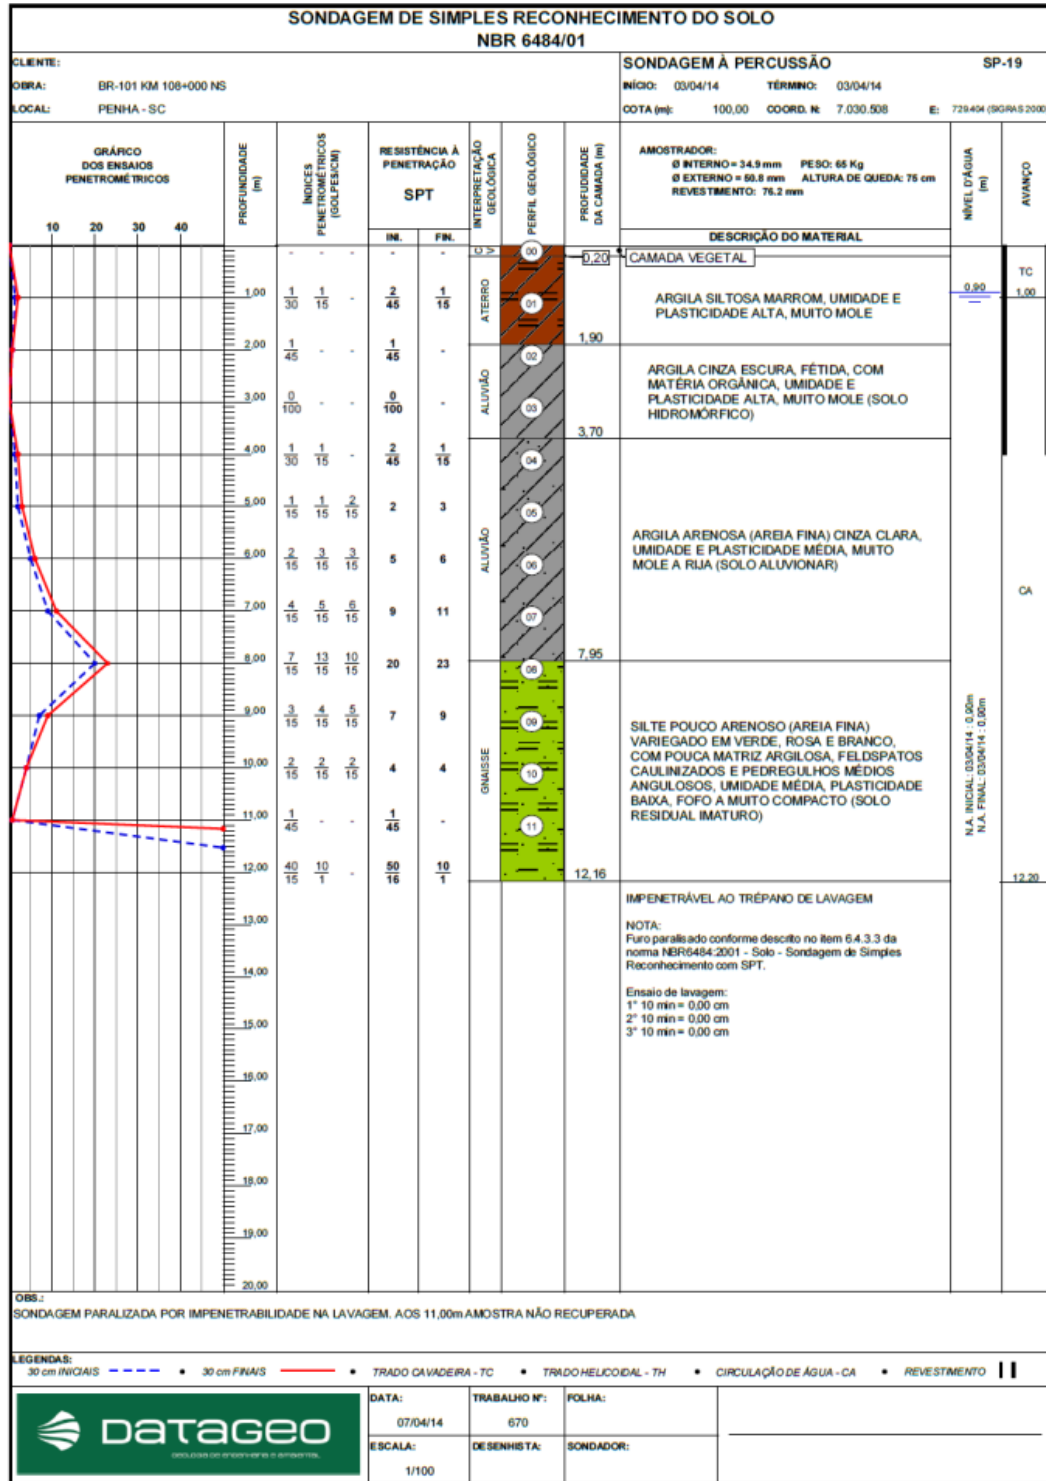 SONDAGEM DE SIMPLES RECONHECIMENTO DO SOLO
NBR 6484/01
CLIENTE:
OBRA: BR-101 KM 108+000 NS
LOCAL: PENHA - SC
SONDAGEM À PERCUSSÃO SP-19
INÍCIO: 03/04/14 TÉRMINO: 03/04/14
COTA (m): 100,00 COORD. N: 7.030.508 E: 729.404 (SIGRAS 2000
GRÁFICO
DOS ENSAIOS
PENETROMÉTRICOS
10 20 30 40
PROFUNDIDADE
(m)
ÍNDICES
PENETROMÉTRICOS
(GOLPES/CM)
RESISTÊNCIA À
PENETRAÇÃO
SPT
INI. FIN.
INTERPRETAÇÃO
GEOLÓGICA
PERFIL GEOLÓGICO
PROFUDIDADE
DA CAMADA (m)
AMOSTRADOR:
Ø INTERNO = 34.9 mm PESO: 65 Kg
Ø EXTERNO = 50.8 mm ALTURA DE QUEDA: 75 cm
REVESTIMENTO: 76.2 mm
DESCRIÇÃO DO MATERIAL
NÍVEL D'ÁGUA
(m)
AVANÇO
- - - - -
C V
00
0,20
CAMADA VEGETAL
TC
1,00
1,00 1/30 1/15 - 2/45 1/15
ATERRO
01
ARGILA SILTOSA MARROM, UMIDADE E
PLASTICIDADE ALTA, MUITO MOLE
0,90
1,90
2,00 1/45 - - 1/45 -
02
ARGILA CINZA ESCURA, FÉTIDA, COM
MATÉRIA ORGÂNICA, UMIDADE E
PLASTICIDADE ALTA, MUITO MOLE (SOLO
HIDROMÓRFICO)
ALUVIÃO
3,00 0/100 - - 0/100 -
03
3,70
4,00 1/30 1/15 - 2/45 1/15
04
5,00 1/15 1/15 2/15 2 3
05
ALUVIÃO
ARGILA ARENOSA (AREIA FINA) CINZA CLARA,
UMIDADE E PLASTICIDADE MÉDIA, MUITO
MOLE A RIJA (SOLO ALUVIONAR)
6,00 2/15 3/15 3/15 5 6
06
CA
7,00 4/15 5/15 6/15 9 11
07
7,95
8,00 7/15 13/15 10/15 20 23
08
9,00 3/15 4/15 5/15 7 9
09
GNAISSE
SILTE POUCO ARENOSO (AREIA FINA)
VARIEGADO EM VERDE, ROSA E BRANCO,
COM POUCA MATRIZ ARGILOSA, FELDSPATOS
CAULINIZADOS E PEDREGULHOS MÉDIOS
ANGULOSOS, UMIDADE MÉDIA, PLASTICIDADE
BAIXA, FOFO A MUITO COMPACTO (SOLO
RESIDUAL IMATURO)
N.A. INICIAL: 03/04/14 : 0,90m
N.A. FINAL: 03/04/14 : 0,90m
10,00 2/15 2/15 2/15 4 4
10
11,00 1/45 - - 1/45 -
11
12,00 40/15 10/1 - 50/16 10/1
12,16
12,20
IMPENETRÁVEL AO TRÉPANO DE LAVAGEM
NOTA:
Furo paralisado conforme descrito no item 6.4.3.3 da
norma NBR6484:2001 - Solo - Sondagem de Simples
Reconhecimento com SPT.
Ensaio de lavagem:
1° 10 min = 0,00 cm
2° 10 min = 0,00 cm
3° 10 min = 0,00 cm
13,00
14,00
15,00
16,00
17,00
18,00
19,00
20,00
OBS.:
SONDAGEM PARALIZADA POR IMPENETRABILIDADE NA LAVAGEM. AOS 11,00m AMOSTRA NÃO RECUPERADA
LEGENDAS:
30 cm INICIAIS • 30 cm FINAIS • TRADO CAVADEIRA - TC • TRADO HELICOIDAL - TH • CIRCULAÇÃO DE ÁGUA - CA • REVESTIMENTO
DATAGEO
GEOLOGIA DE ENGENHARIA E AMBIENTAL
DATA: TRABALHO Nº: FOLHA:
07/04/14 670
ESCALA: DESENHISTA: SONDADOR:
1/100